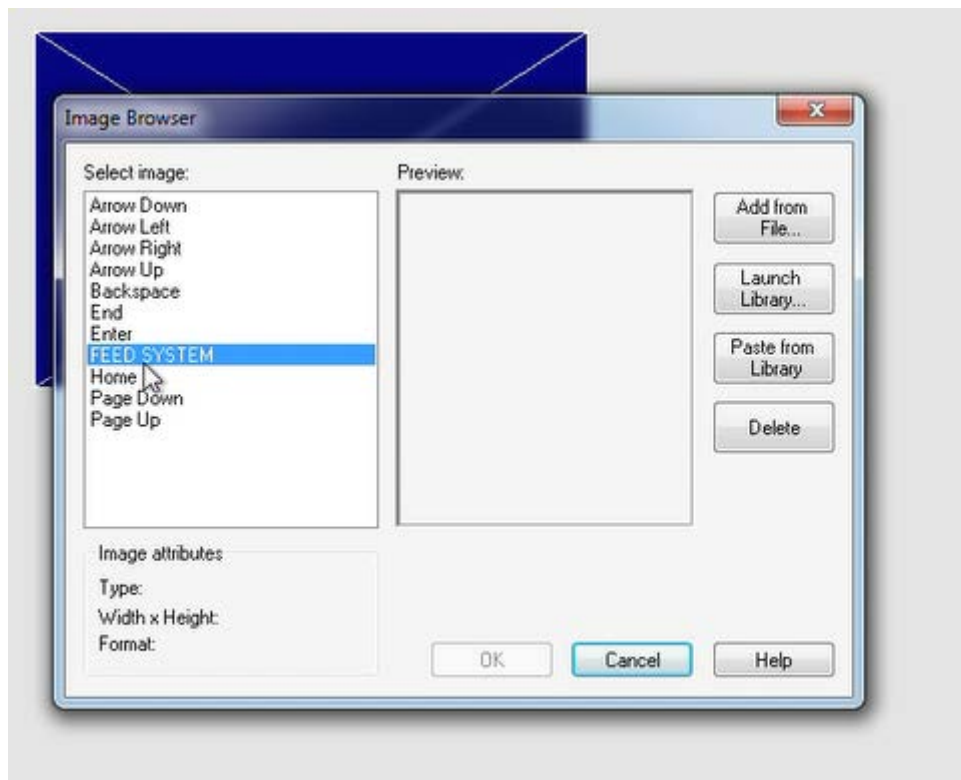 Image Browser
Select image:
Preview:
Arrow Down
Arrow Left
Arrow Right
Arrow Up
Backspace
End
Enter
FEED SYSTEM
Home
Page Down
Page Up
Add from
File...
Launch
Library...
Paste from
Library
Delete
Image attributes
Type:
Width x Height:
Format:
OK
Cancel
Help